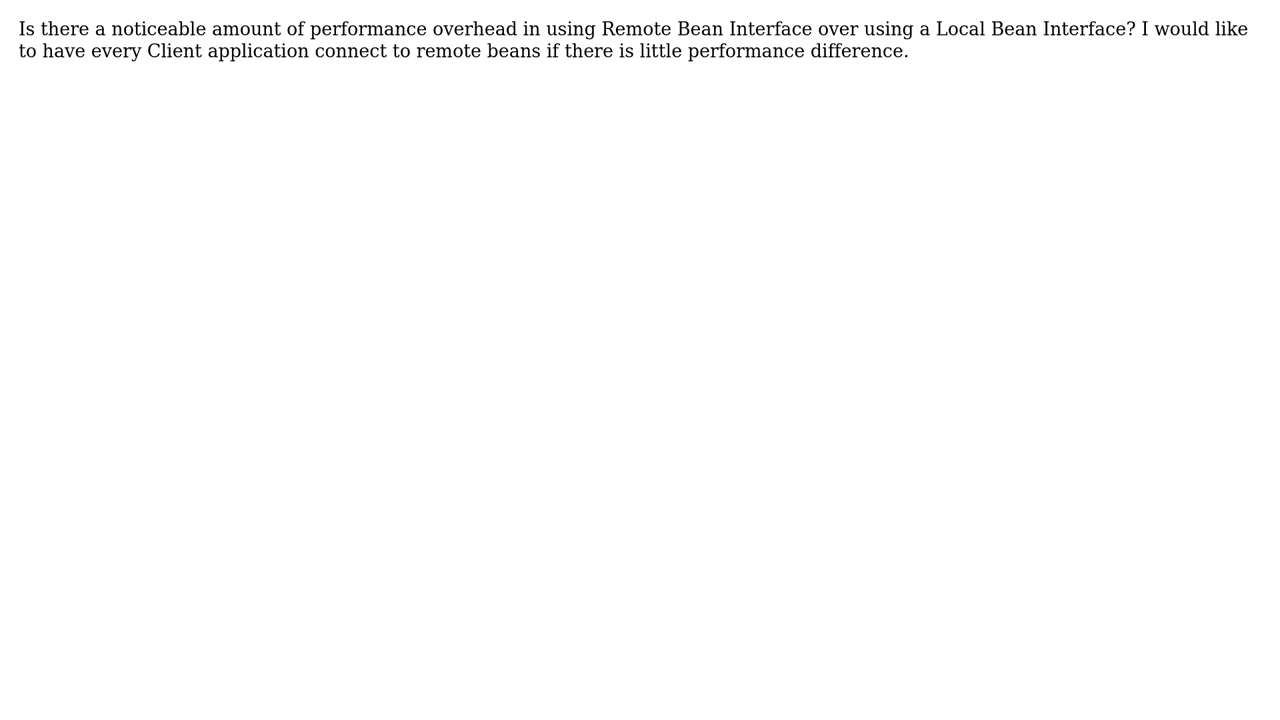 Is there a noticeable amount of performance overhead in using Remote Bean Interface over using a Local Bean Interface? I would like
to have every Client application connect to remote beans if there is little performance difference.